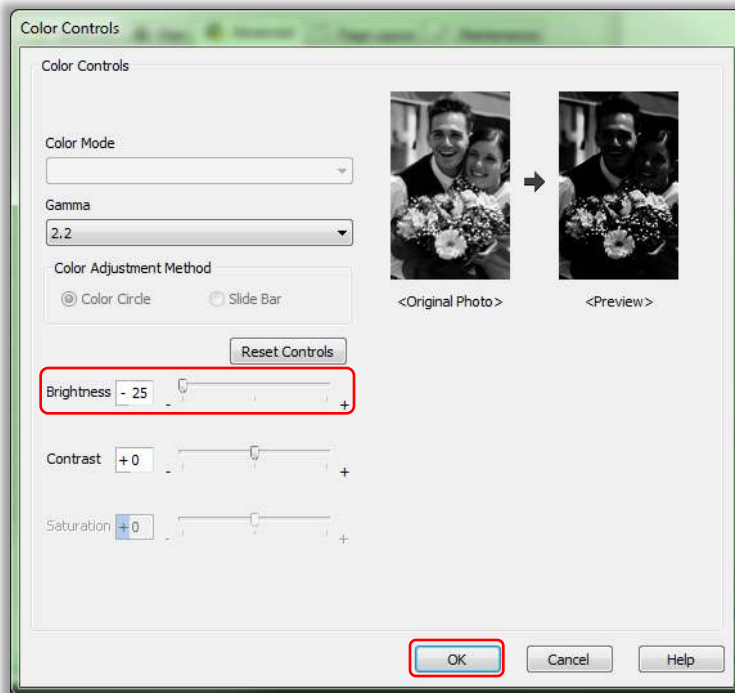 Color Controls
Color Controls
Color Mode
Gamma
2.2
Color Adjustment Method
Color Circle Slide Bar
<Original Photo> <Preview>
Reset Controls
Brightness - 25 - +
Contrast +0 - +
Saturation +0 - +
OK Cancel Help